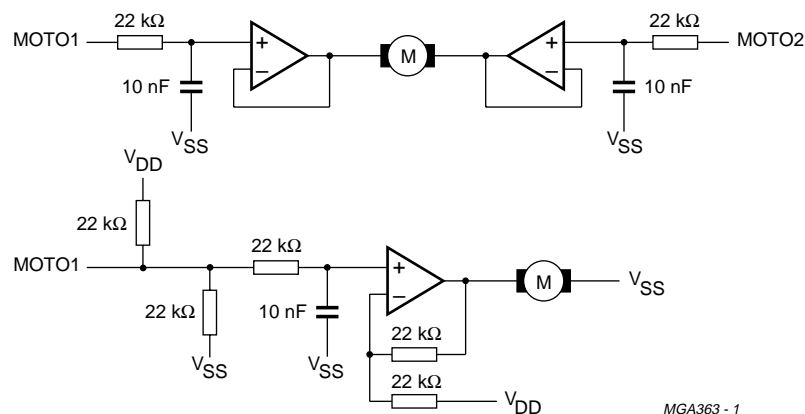 22 kΩ 22 kΩ
MOTO1 + M + MOTO2
− −
10 nF 10 nF
VSS VSS
VDD
22 kΩ
22 kΩ
MOTO1 + M VSS
−
22 kΩ 10 nF
22 kΩ
VSS VSS
22 kΩ
VDD
MGA363 - 1